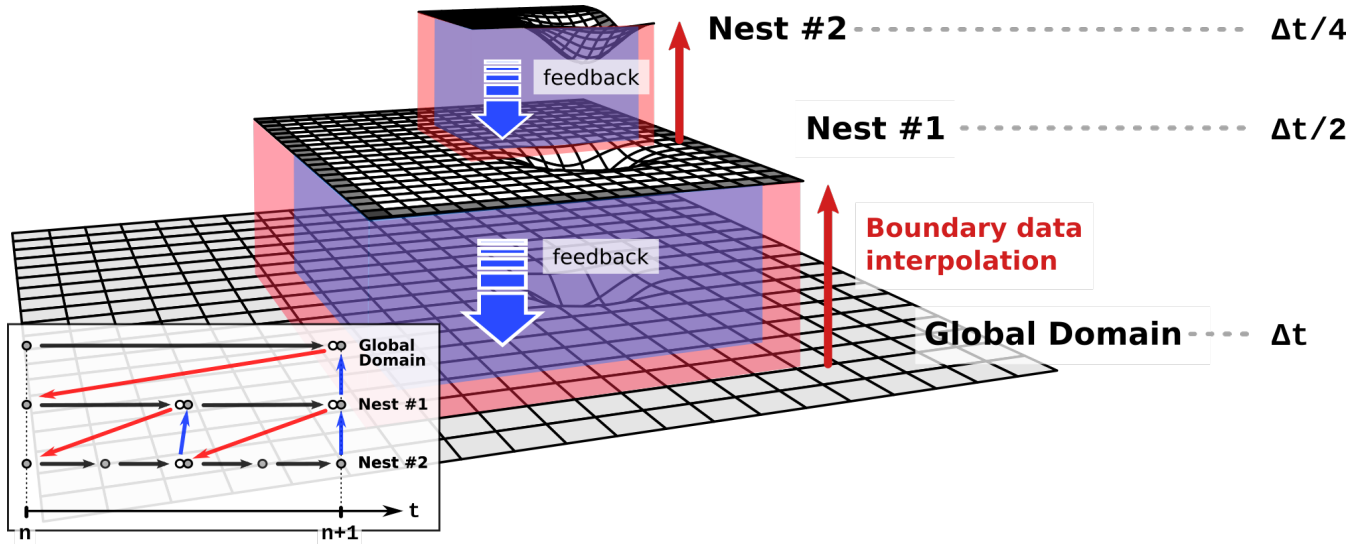 Nest #2 Δt/4
feedback
Nest #1 Δt/2
Boundary data
interpolation
feedback
Global Domain Δt
Global
Domain
Nest #1
Nest #2
t
n n+1